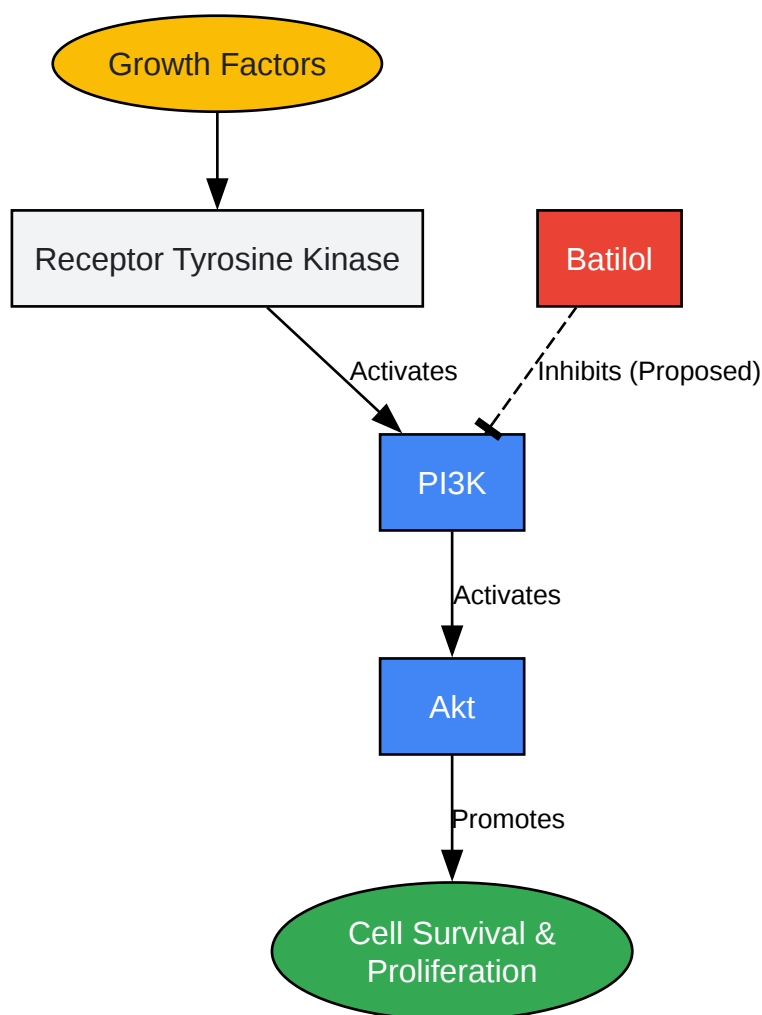 Growth Factors
Receptor Tyrosine Kinase
Batilol
Activates
Inhibits (Proposed)
PI3K
Activates
Akt
Promotes
Cell Survival &
Proliferation